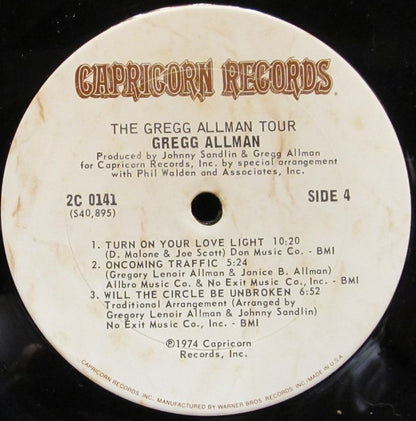 CAPRICORN RECORDS
THE GREGG ALLMAN TOUR
GREGG ALLMAN
Produced by Johnny Sandlin & Gregg Allman
for Capricorn Records, Inc. by special arrangement
with Phil Walden and Associates, Inc.
2C 0141 SIDE 4
(S40,895)
1. TURN ON YOUR LOVE LIGHT 10:20
(D. Malone & Joe Scott) Don Music Co. - BMI
2. ONCOMING TRAFFIC 5:24
(Gregory Lenoir Allman & Janice B. Allman)
Allbro Music Co. & No Exit Music Co., Inc. - BMI
3. WILL THE CIRCLE BE UNBROKEN 6:52
Traditional Arrangement (Arranged by
Gregory Lenoir Allman & Johnny Sandlin)
No Exit Music Co., Inc. - BMI
℗1974 Capricorn
Records, Inc.
CAPRICORN RECORDS, INC. MANUFACTURED BY WARNER BROS. RECORDS INC./MADE IN U.S.A.